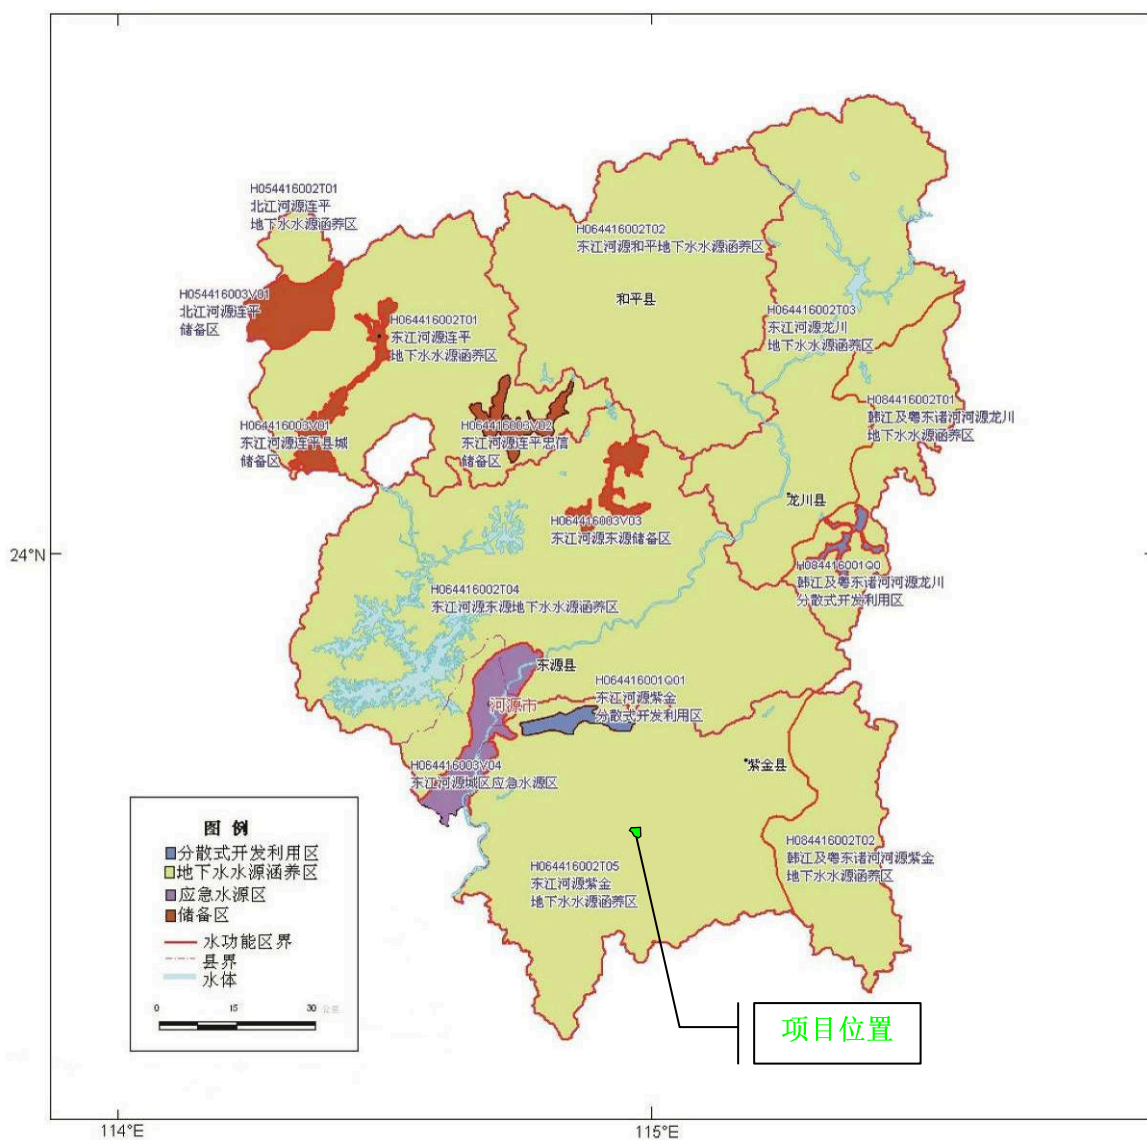 H054416002T01
北江河源连平
地下水水源涵养区
H064416002T02
东江河源和平地下水水源涵养区
H054416003V01
北江河源连平
储备区
和平县
H064416002T01
东江河源连平
地下水水源涵养区
H064416002T03
东江河源龙川
地下水水源涵养区
H084416002T01
韩江及粤东诸河河源龙川
地下水水源涵养区
H064416003V01
东江河源连平县城
储备区
H064416003V02
东江河源连平忠信
储备区
龙川县
H064416003V03
东江河源东源储备区
24°N
H084416001Q0
韩江及粤东诸河河源龙川
分散式开发利用区
H064416002T04
东江河源东源地下水水源涵养区
东源县
H064416001Q01
东江河源紫金
分散式开发利用区
河源市
H064416003V04
东江河源城区应急水源区
紫金县
H084416002T02
韩江及粤东诸河河源紫金
地下水水源涵养区
H064416002T05
东江河源紫金
地下水水源涵养区
图 例
分散式开发利用区
地下水水源涵养区
应急水源区
储备区
水功能区界
县界
水体
0 15 30 公里
项目位置
114°E
115°E